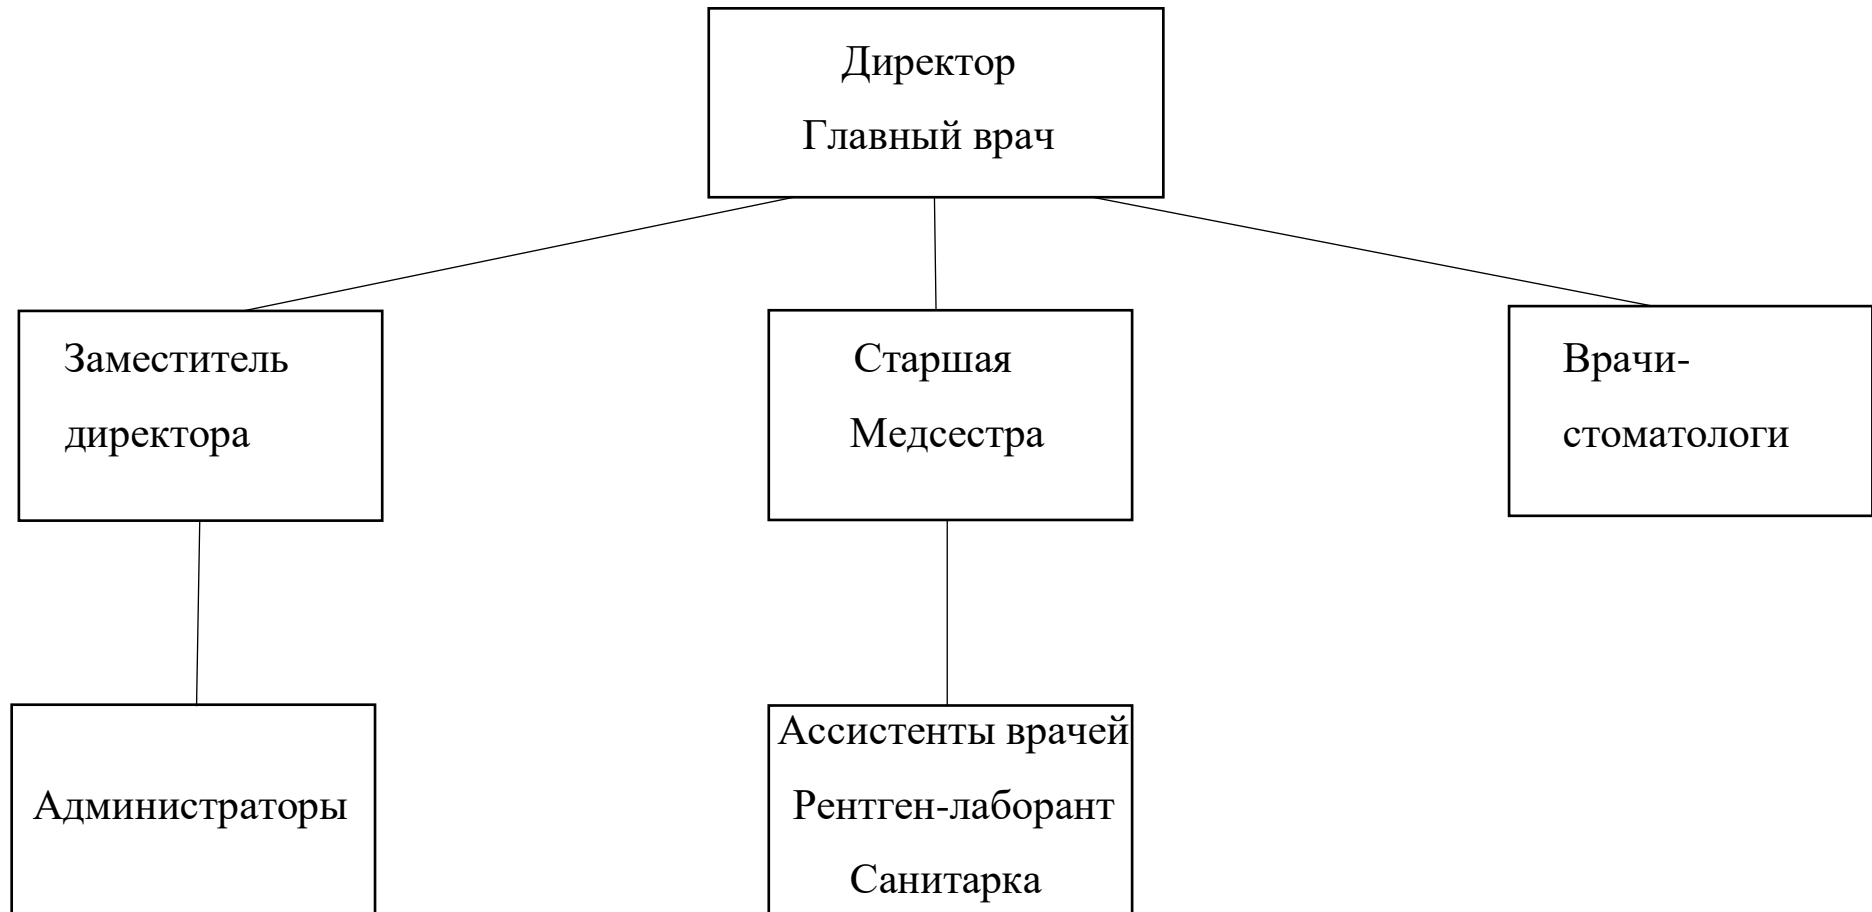 Директор
Главный врач
Заместитель
директора
Старшая
Медсестра
Врачи-
стоматологи
Администраторы
Ассистенты врачей
Рентген-лаборант
Санитарка